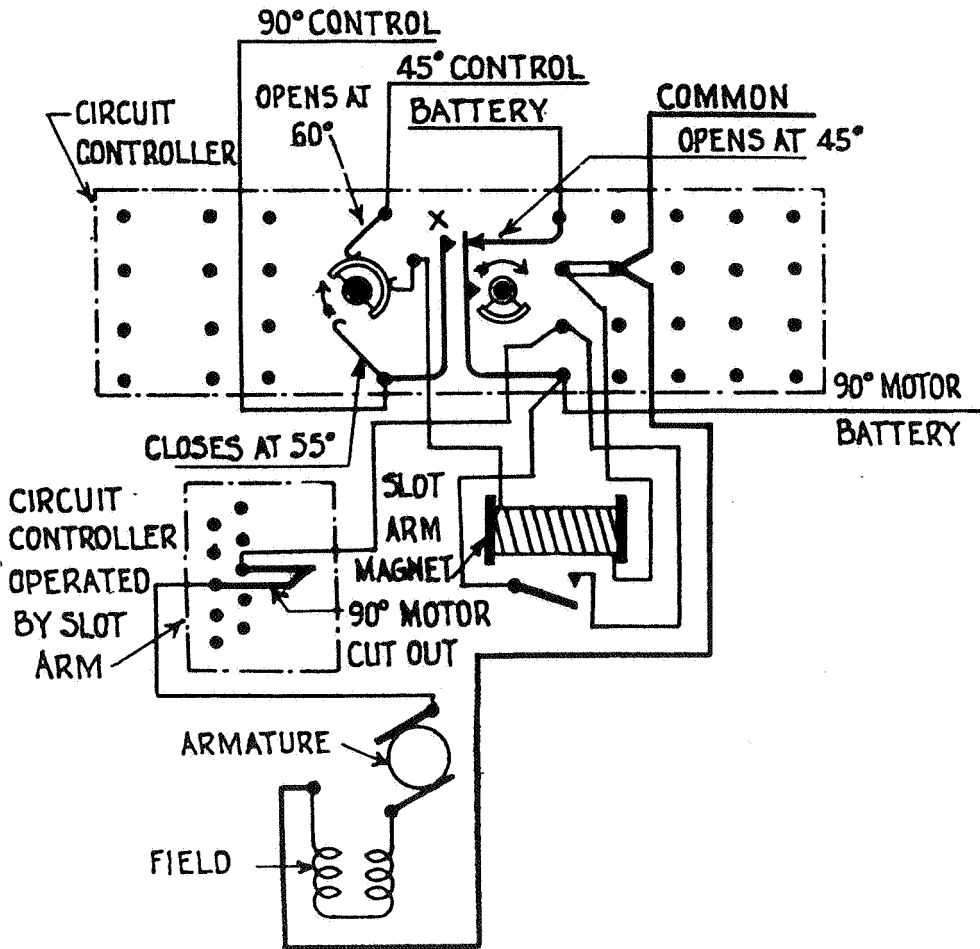 90° CONTROL
45° CONTROL
OPENS AT
60°
BATTERY
COMMON
OPENS AT 45°
CIRCUIT
CONTROLLER
X
90° MOTOR
BATTERY
CLOSES AT 55°
CIRCUIT
CONTROLLER
OPERATED
BY SLOT
ARM
SLOT
ARM
MAGNET
90° MOTOR
CUT OUT
ARMATURE
FIELD